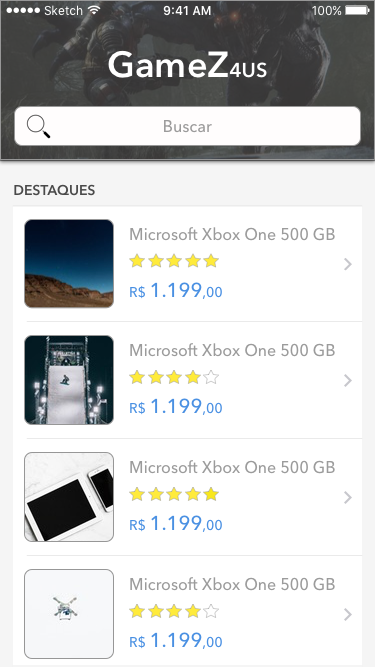 Sketch 9:41 AM 100%
GameZ4US
Buscar
DESTAQUES
Microsoft Xbox One 500 GB
R$ 1.199,00
Microsoft Xbox One 500 GB
R$ 1.199,00
Microsoft Xbox One 500 GB
R$ 1.199,00
Microsoft Xbox One 500 GB
R$ 1.199,00